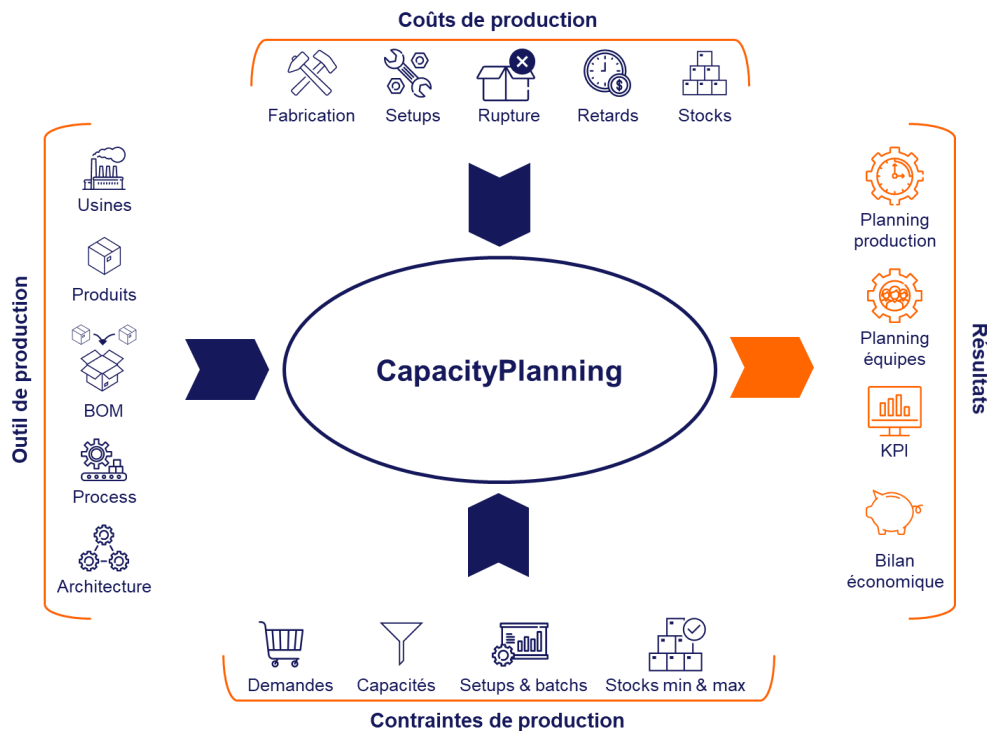 Coûts de production
Fabrication
Setups
Rupture
Retards
Stocks
Outil de production
Usines
Produits
BOM
Process
Architecture
CapacityPlanning
Résultats
Planning
production
Planning
équipes
KPI
Bilan
économique
Demandes
Capacités
Setups & batchs
Stocks min & max
Contraintes de production